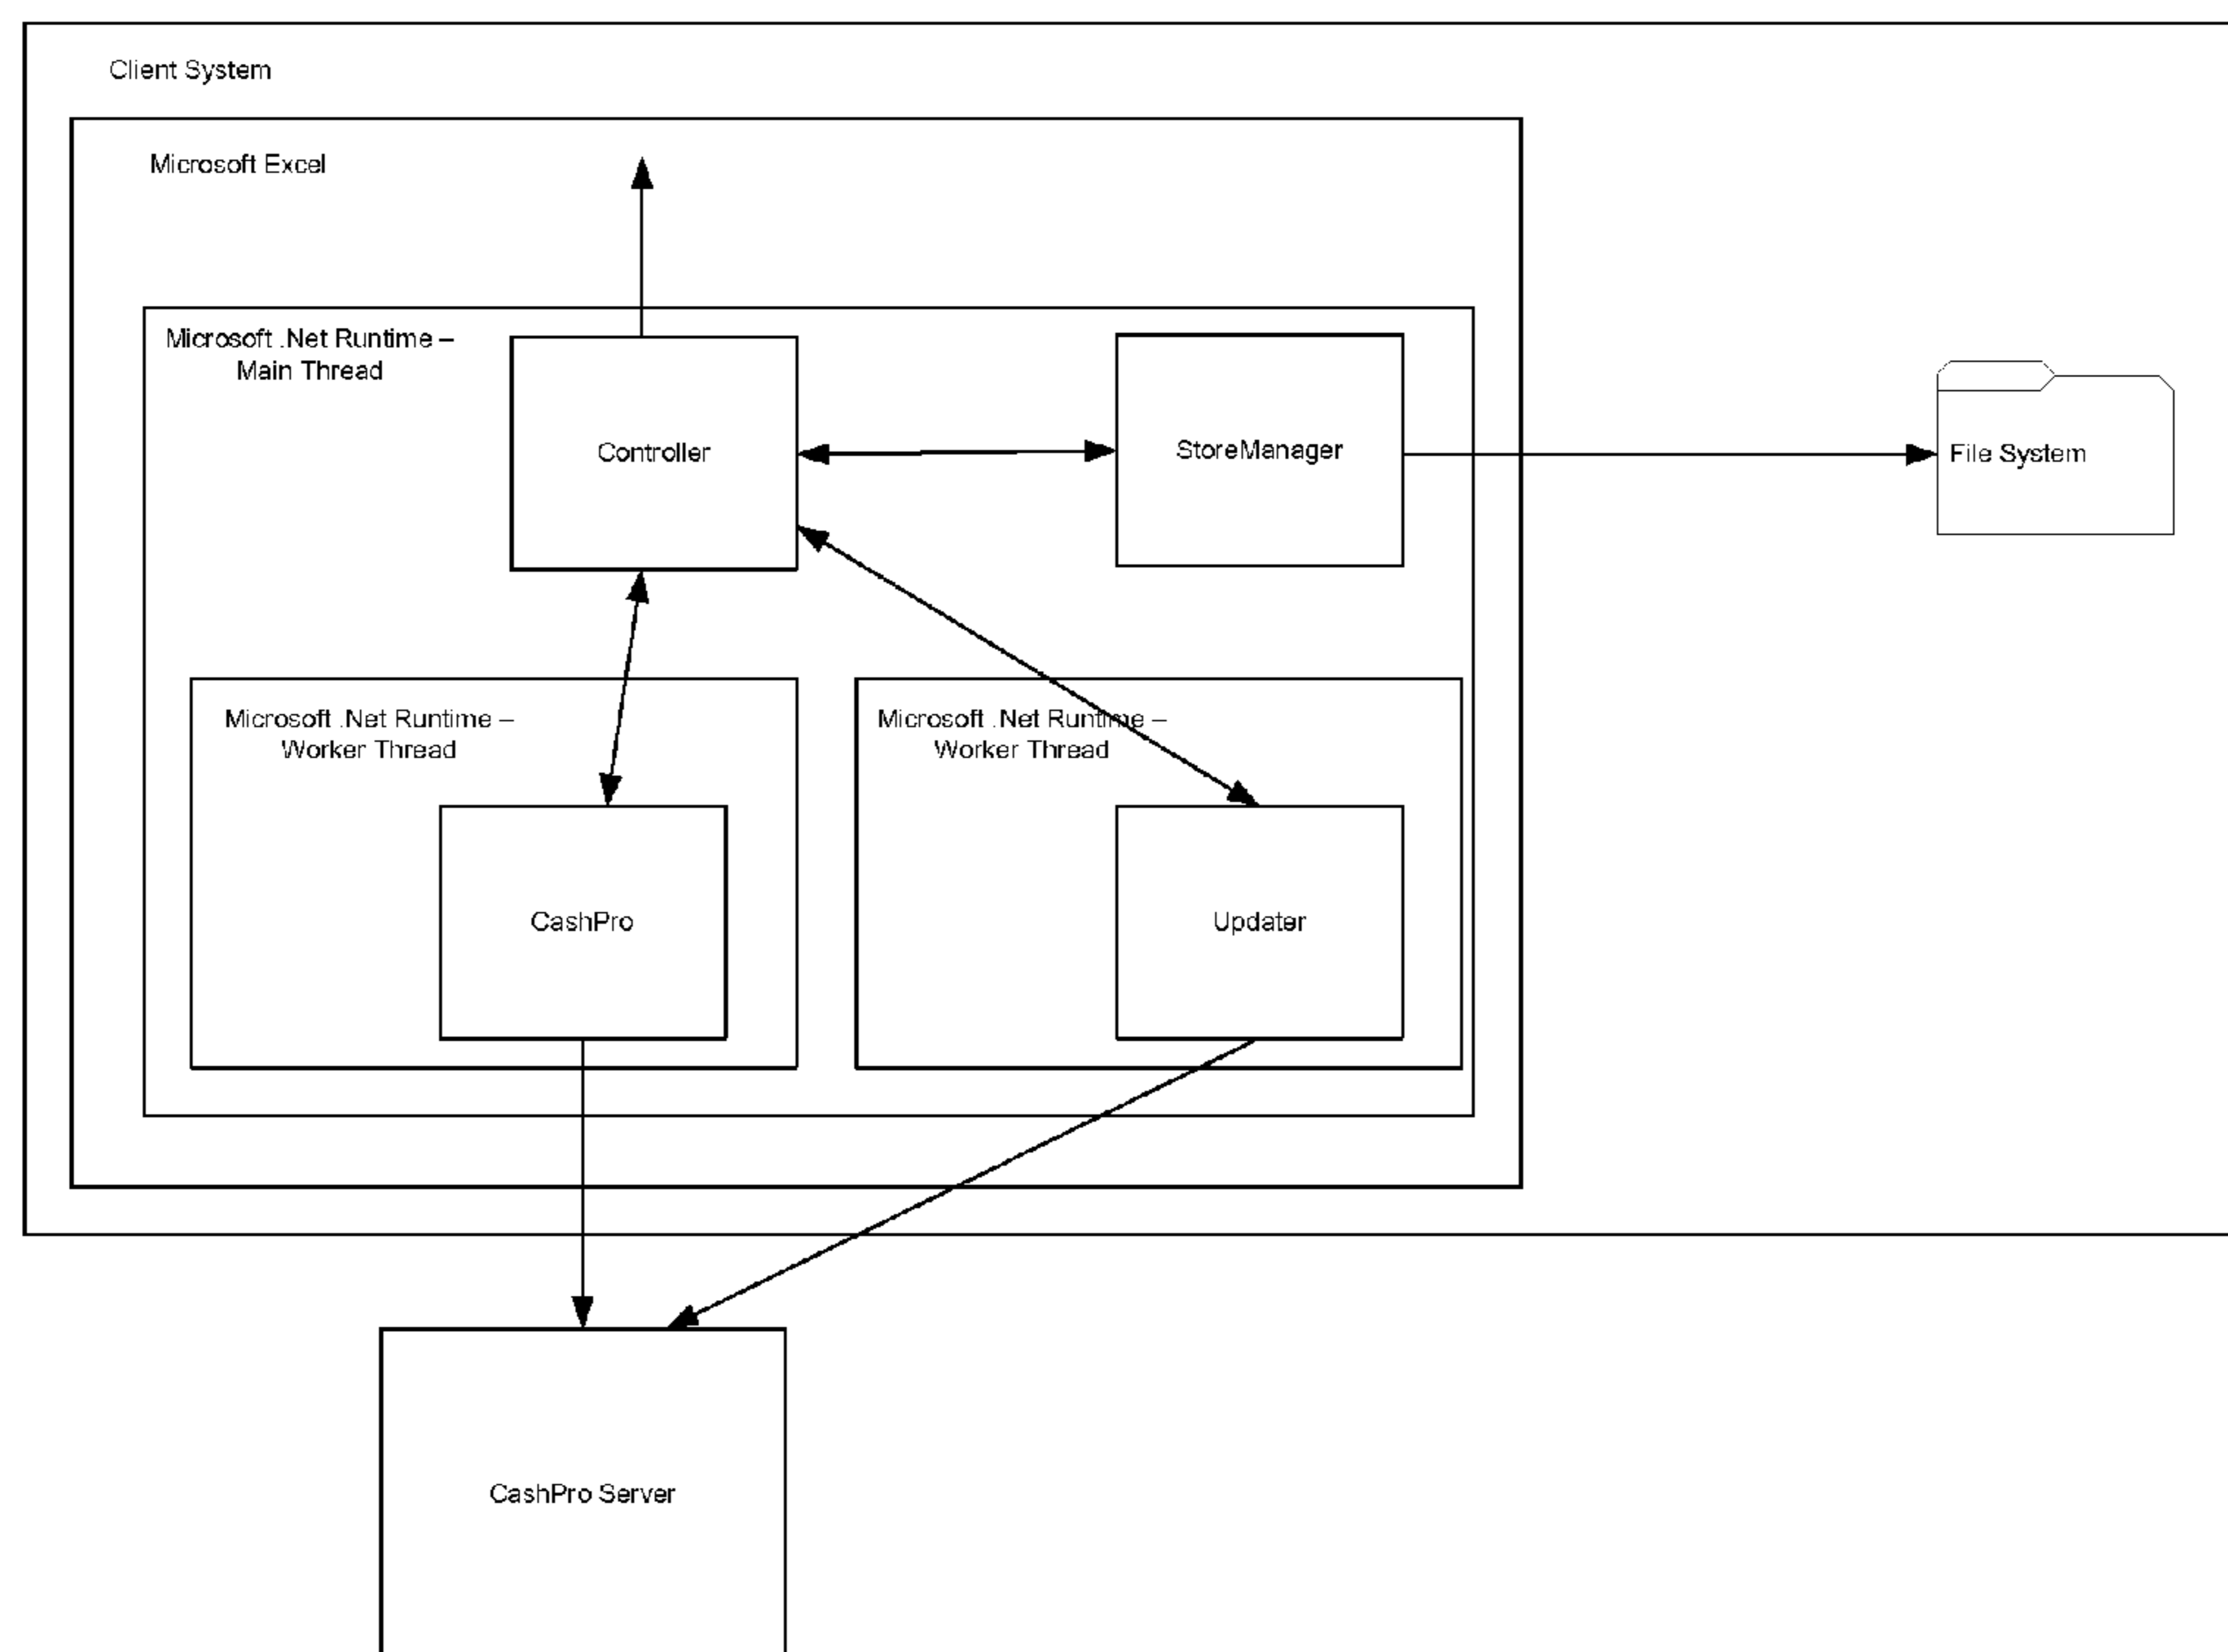 Client System
Microsoft Excel
Microsoft .Net Runtime –
Main Thread
Controller
StoreManager
File System
Microsoft .Net Runtime –
Worker Thread
Microsoft .Net Runtime –
Worker Thread
CashPro
Updater
CashPro Server